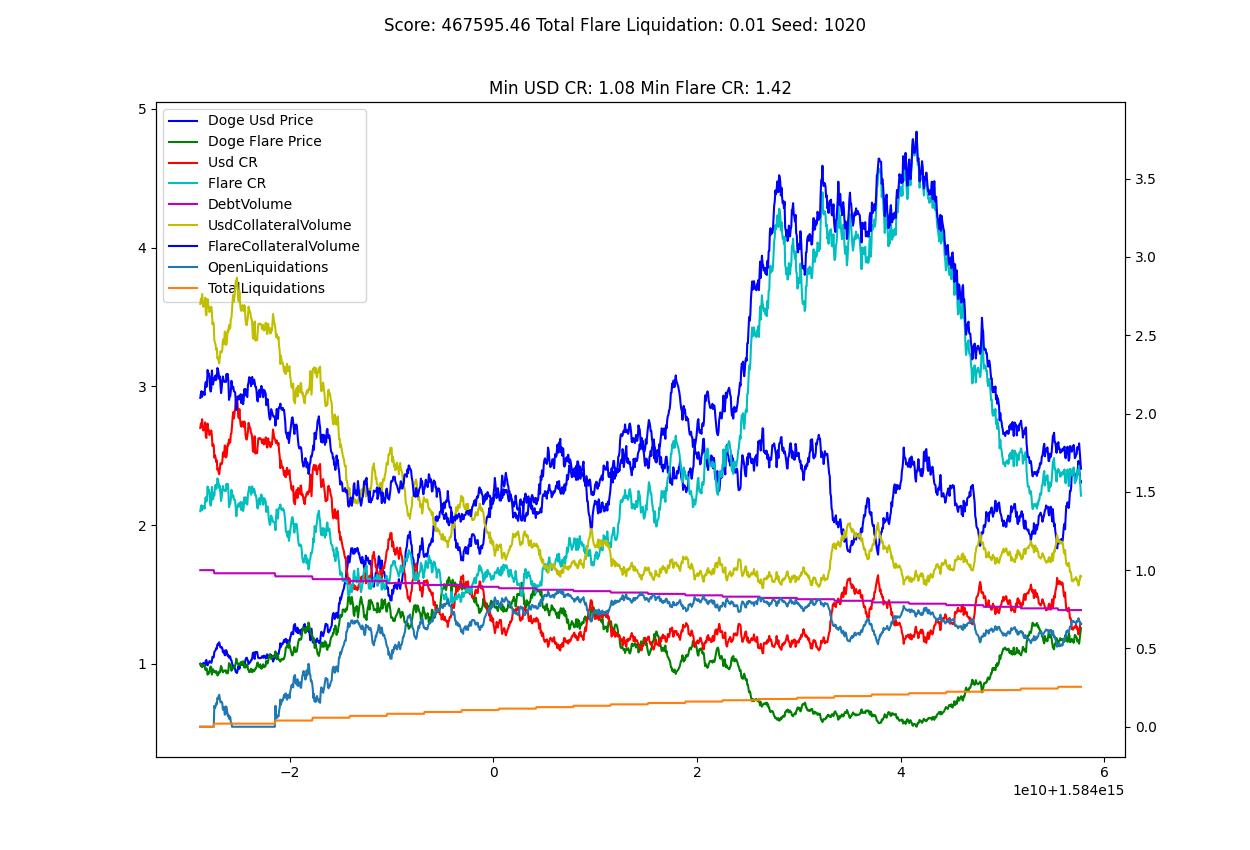 Score: 467595.46 Total Flare Liquidation: 0.01 Seed: 1020
Min USD CR: 1.08 Min Flare CR: 1.42
Doge Usd Price
Doge Flare Price
Usd CR
Flare CR
DebtVolume
UsdCollateralVolume
FlareCollateralVolume
OpenLiquidations
TotalLiquidations
5
4
3
2
1
3.5
3.0
2.5
2.0
1.5
1.0
0.5
0.0
−2
0
2
4
6
1e10+1.584e15